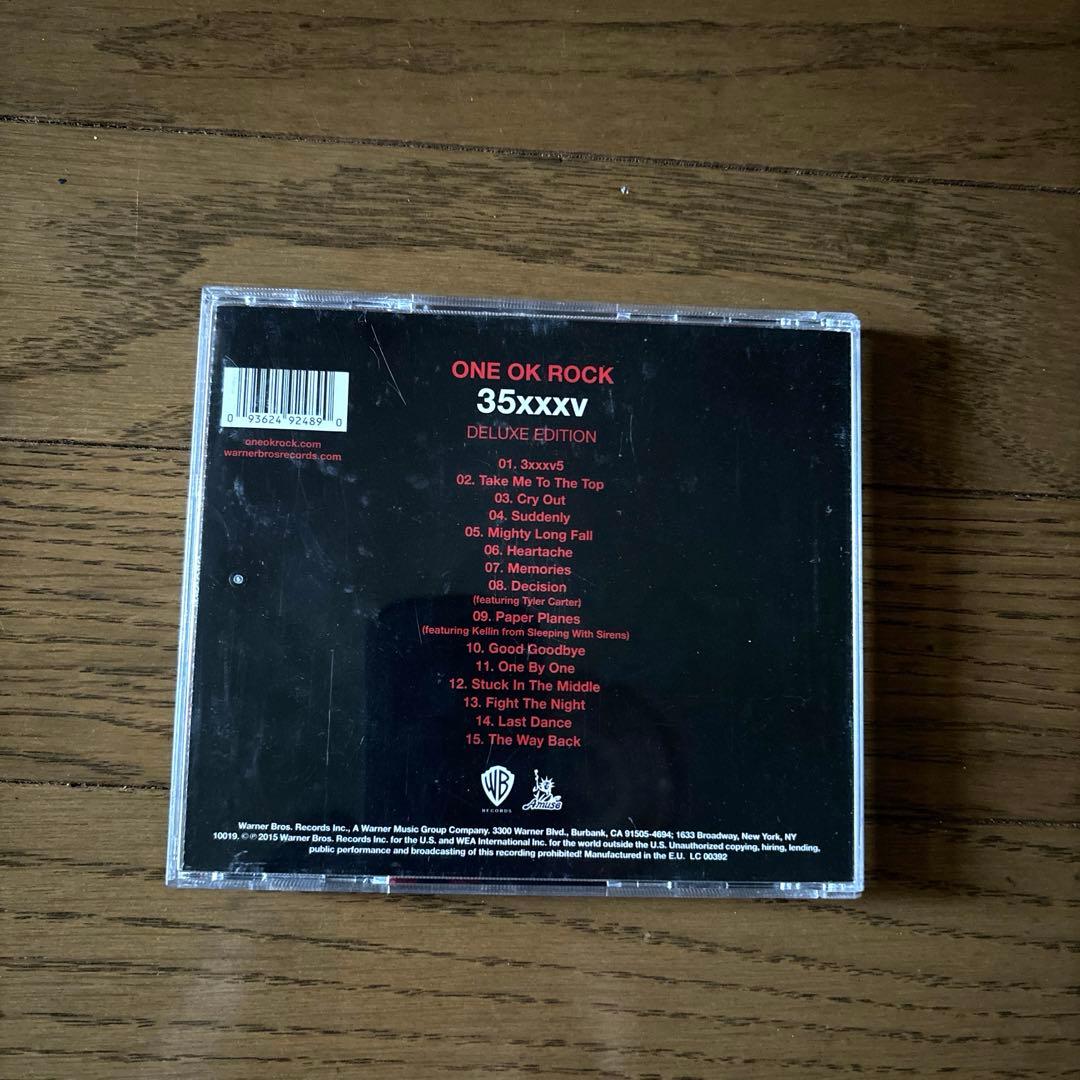 ONE OK ROCK
35xxxv
DELUXE EDITION
0 93624 92489 0
oneokrock.com
warnerbrosrecords.com
01. 3xxxv5
02. Take Me To The Top
03. Cry Out
04. Suddenly
05. Mighty Long Fall
06. Heartache
07. Memories
08. Decision
(featuring Tyler Carter)
09. Paper Planes
(featuring Kellin from Sleeping With Sirens)
10. Good Goodbye
11. One By One
12. Stuck In The Middle
13. Fight The Night
14. Last Dance
15. The Way Back
WB
RECORDS
Amuse
Warner Bros. Records Inc., A Warner Music Group Company. 3300 Warner Blvd., Burbank, CA 91505-4694; 1633 Broadway, New York, NY
10019. ©℗ 2015 Warner Bros. Records Inc. for the U.S. and WEA International Inc. for the world outside the U.S. Unauthorized copying, hiring, lending,
public performance and broadcasting of this recording prohibited! Manufactured in the E.U. LC 00392